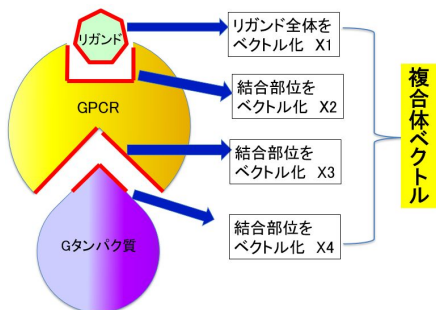 リガンド
GPCR
Gタンパク質
リガンド全体を
ベクトル化 X1
結合部位を
ベクトル化 X2
結合部位を
ベクトル化 X3
結合部位を
ベクトル化 X4
複合体ベクトル